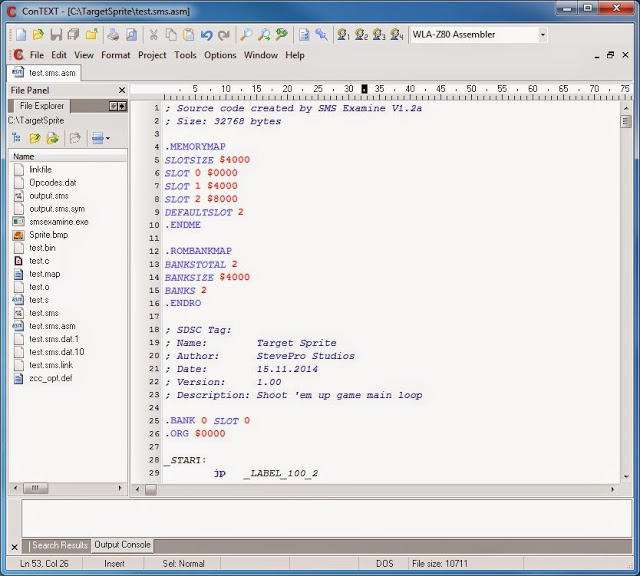 ConTEXT - [C:\TargetSprite\test.sms.asm]
WLA-Z80 Assembler
File Edit View Format Project Tools Options Window Help
test.sms.asm
File Panel
File Explorer
C:\TargetSprite
Name
linkfile
Opcodes.dat
output.sms
output.sms.sym
smsexamine.exe
Sprite.bmp
test.bin
test.c
test.map
test.o
test.s
test.sms
test.sms.asm
test.sms.dat.1
test.sms.dat.10
test.sms.link
zcc_opt.def
5 10 15 20 25 30 35 40 45 50 55 60 65 70
1 ; Source code created by SMS Examine V1.2a
2 ; Size: 32768 bytes
3
4 .MEMORYMAP
5 SLOTSIZE $4000
6 SLOT 0 $0000
7 SLOT 1 $4000
8 SLOT 2 $8000
9 DEFAULTSLOT 2
10 .ENDME
11
12 .ROMBANKMAP
13 BANKSTOTAL 2
14 BANKSIZE $4000
15 BANKS 2
16 .ENDRO
17
18 ; SDSC Tag:
19 ; Name: Target Sprite
20 ; Author: StevePro Studios
21 ; Date: 15.11.2014
22 ; Version: 1.00
23 ; Description: Shoot 'em up game main loop
24
25 .BANK 0 SLOT 0
26 .ORG $0000
27
28 _START:
29 jp _LABEL_100_2
Search Results Output Console
Ln 53, Col 26 Insert Sel: Normal DOS File size: 10711